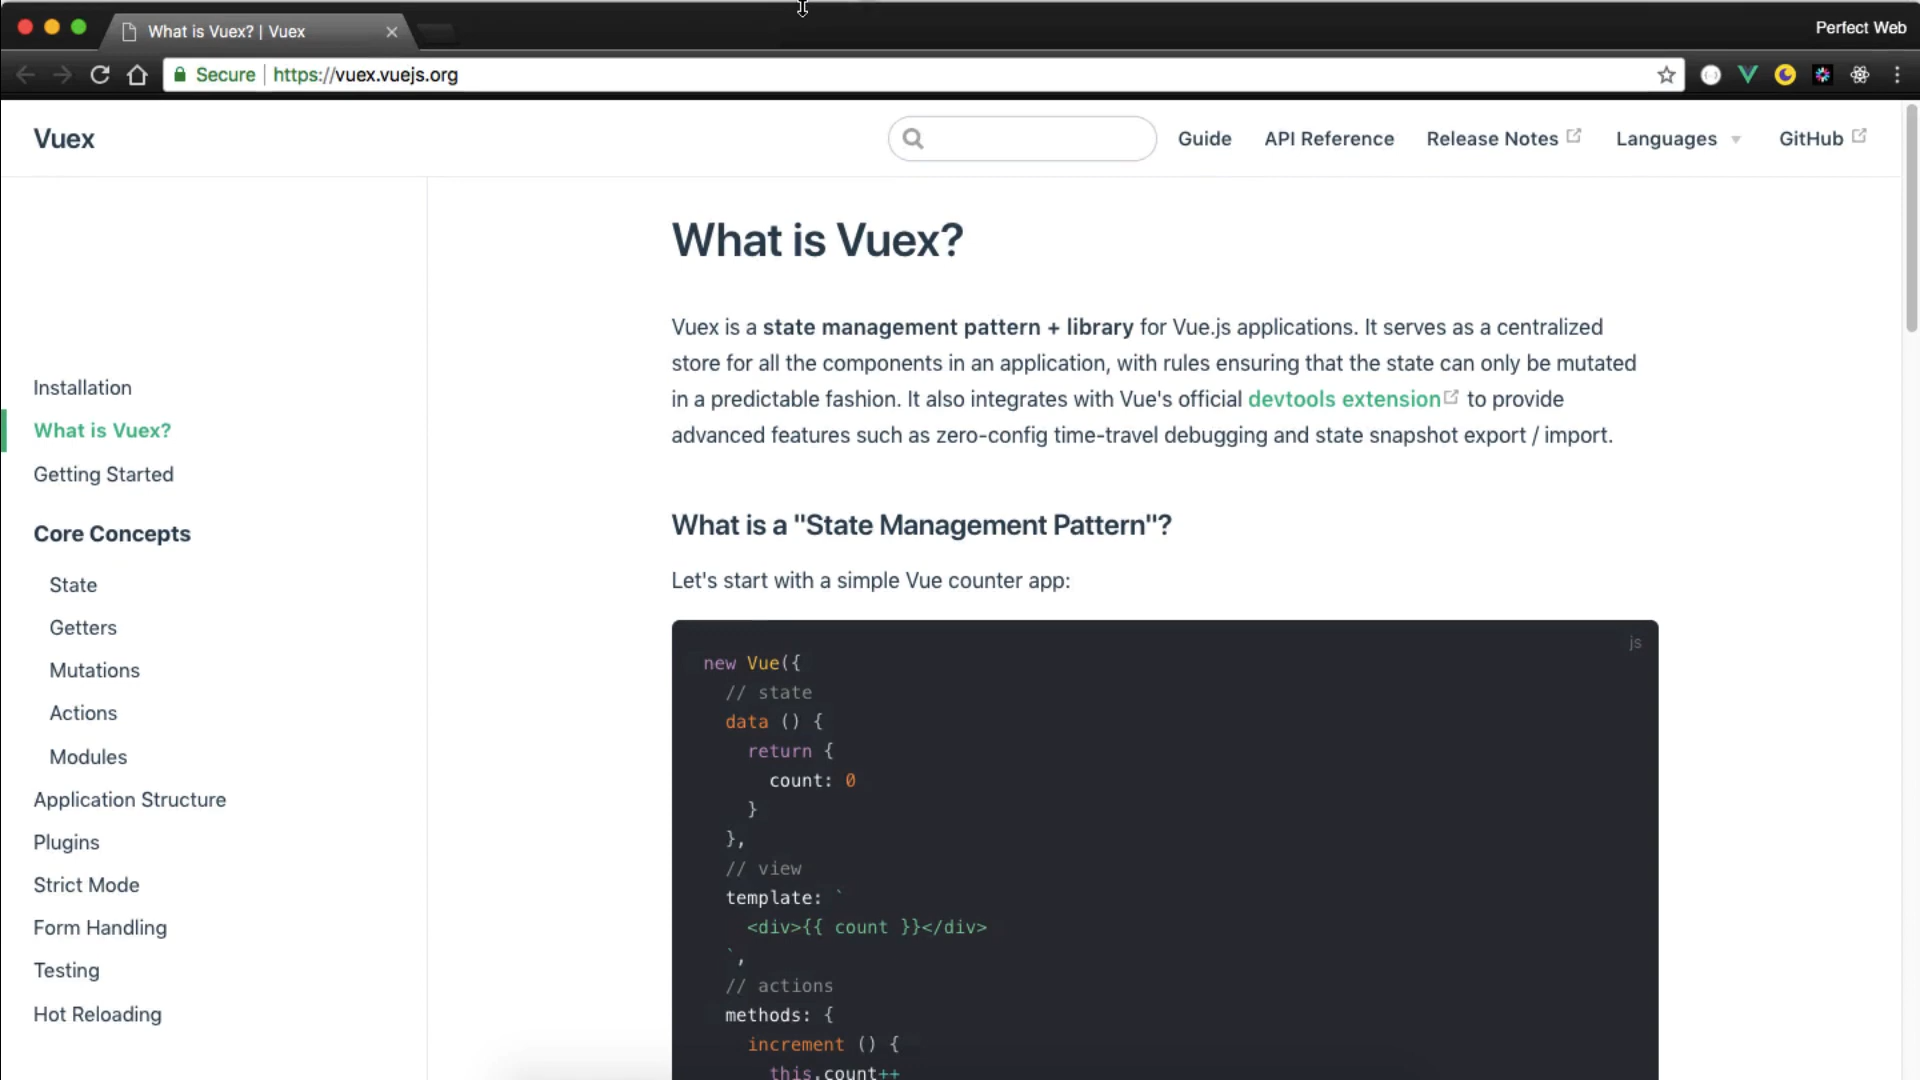 What is Vuex? | Vuex
Perfect Web
Secure
https://vuex.vuejs.org
Vuex
Guide
API Reference
Release Notes
Languages
GitHub
Installation
What is Vuex?
Getting Started
Core Concepts
State
Getters
Mutations
Actions
Modules
Application Structure
Plugins
Strict Mode
Form Handling
Testing
Hot Reloading
What is Vuex?
Vuex is a state management pattern + library for Vue.js applications. It serves as a centralized
store for all the components in an application, with rules ensuring that the state can only be mutated
in a predictable fashion. It also integrates with Vue's official devtools extension to provide
advanced features such as zero-config time-travel debugging and state snapshot export / import.
What is a "State Management Pattern"?
Let's start with a simple Vue counter app:
js
new Vue({
// state
data () {
return {
count: 0
}
},
// view
template: `
<div>{{ count }}</div>
`,
// actions
methods: {
increment () {
this.count++